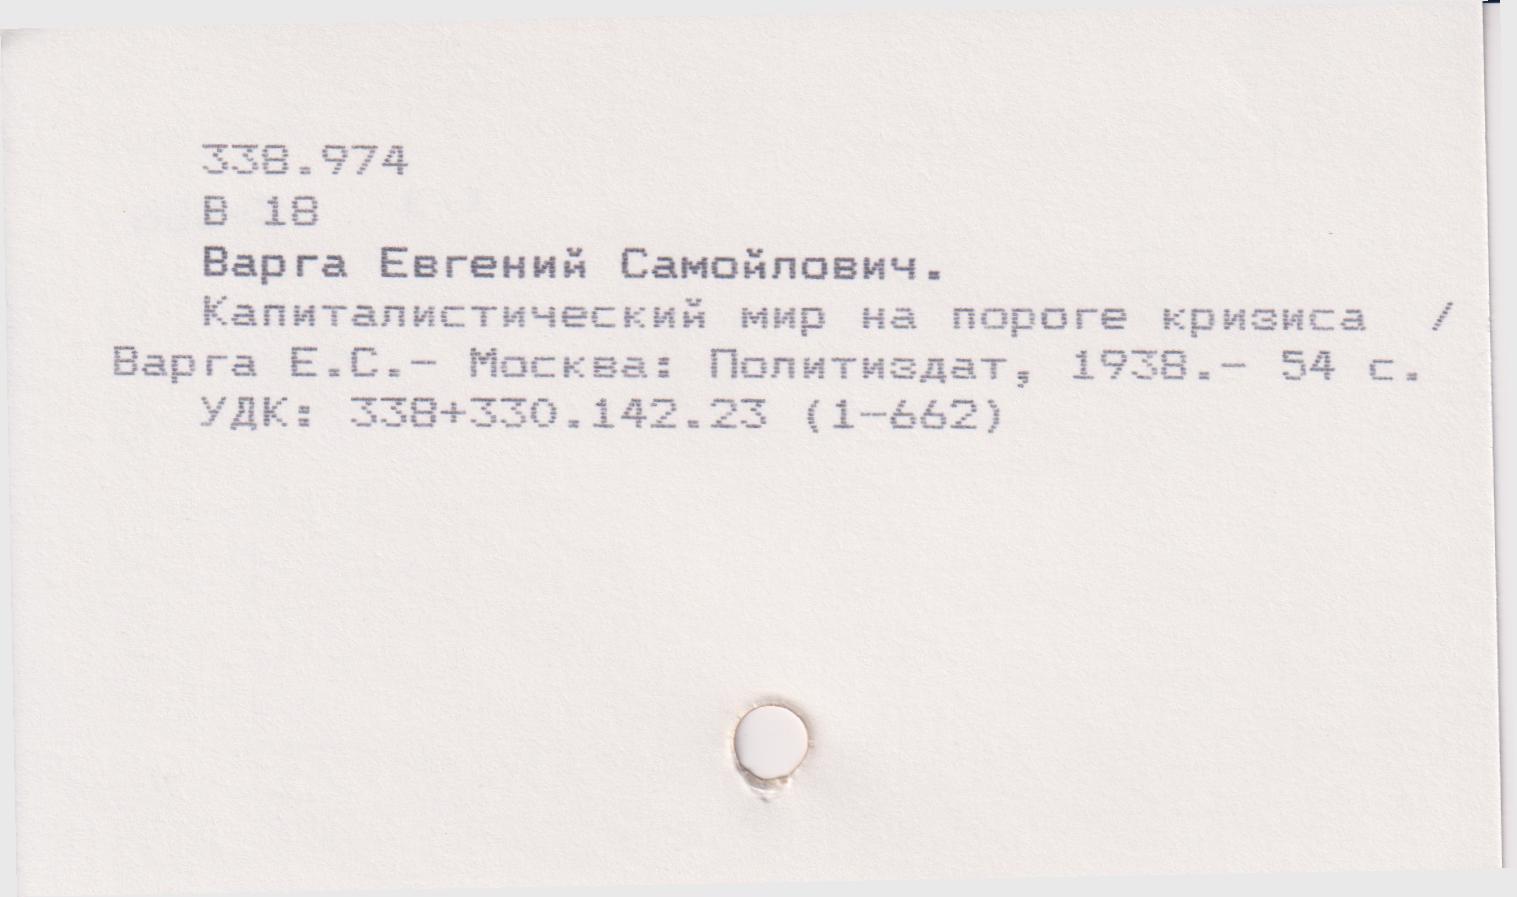 338.974
В 18
Варга Евгений Самойлович.
Капиталистический мир на пороге кризиса /
Варга Е.С.- Москва: Политиздат, 1938.- 54 с.
УДК: 338+330.142.23 (1-662)